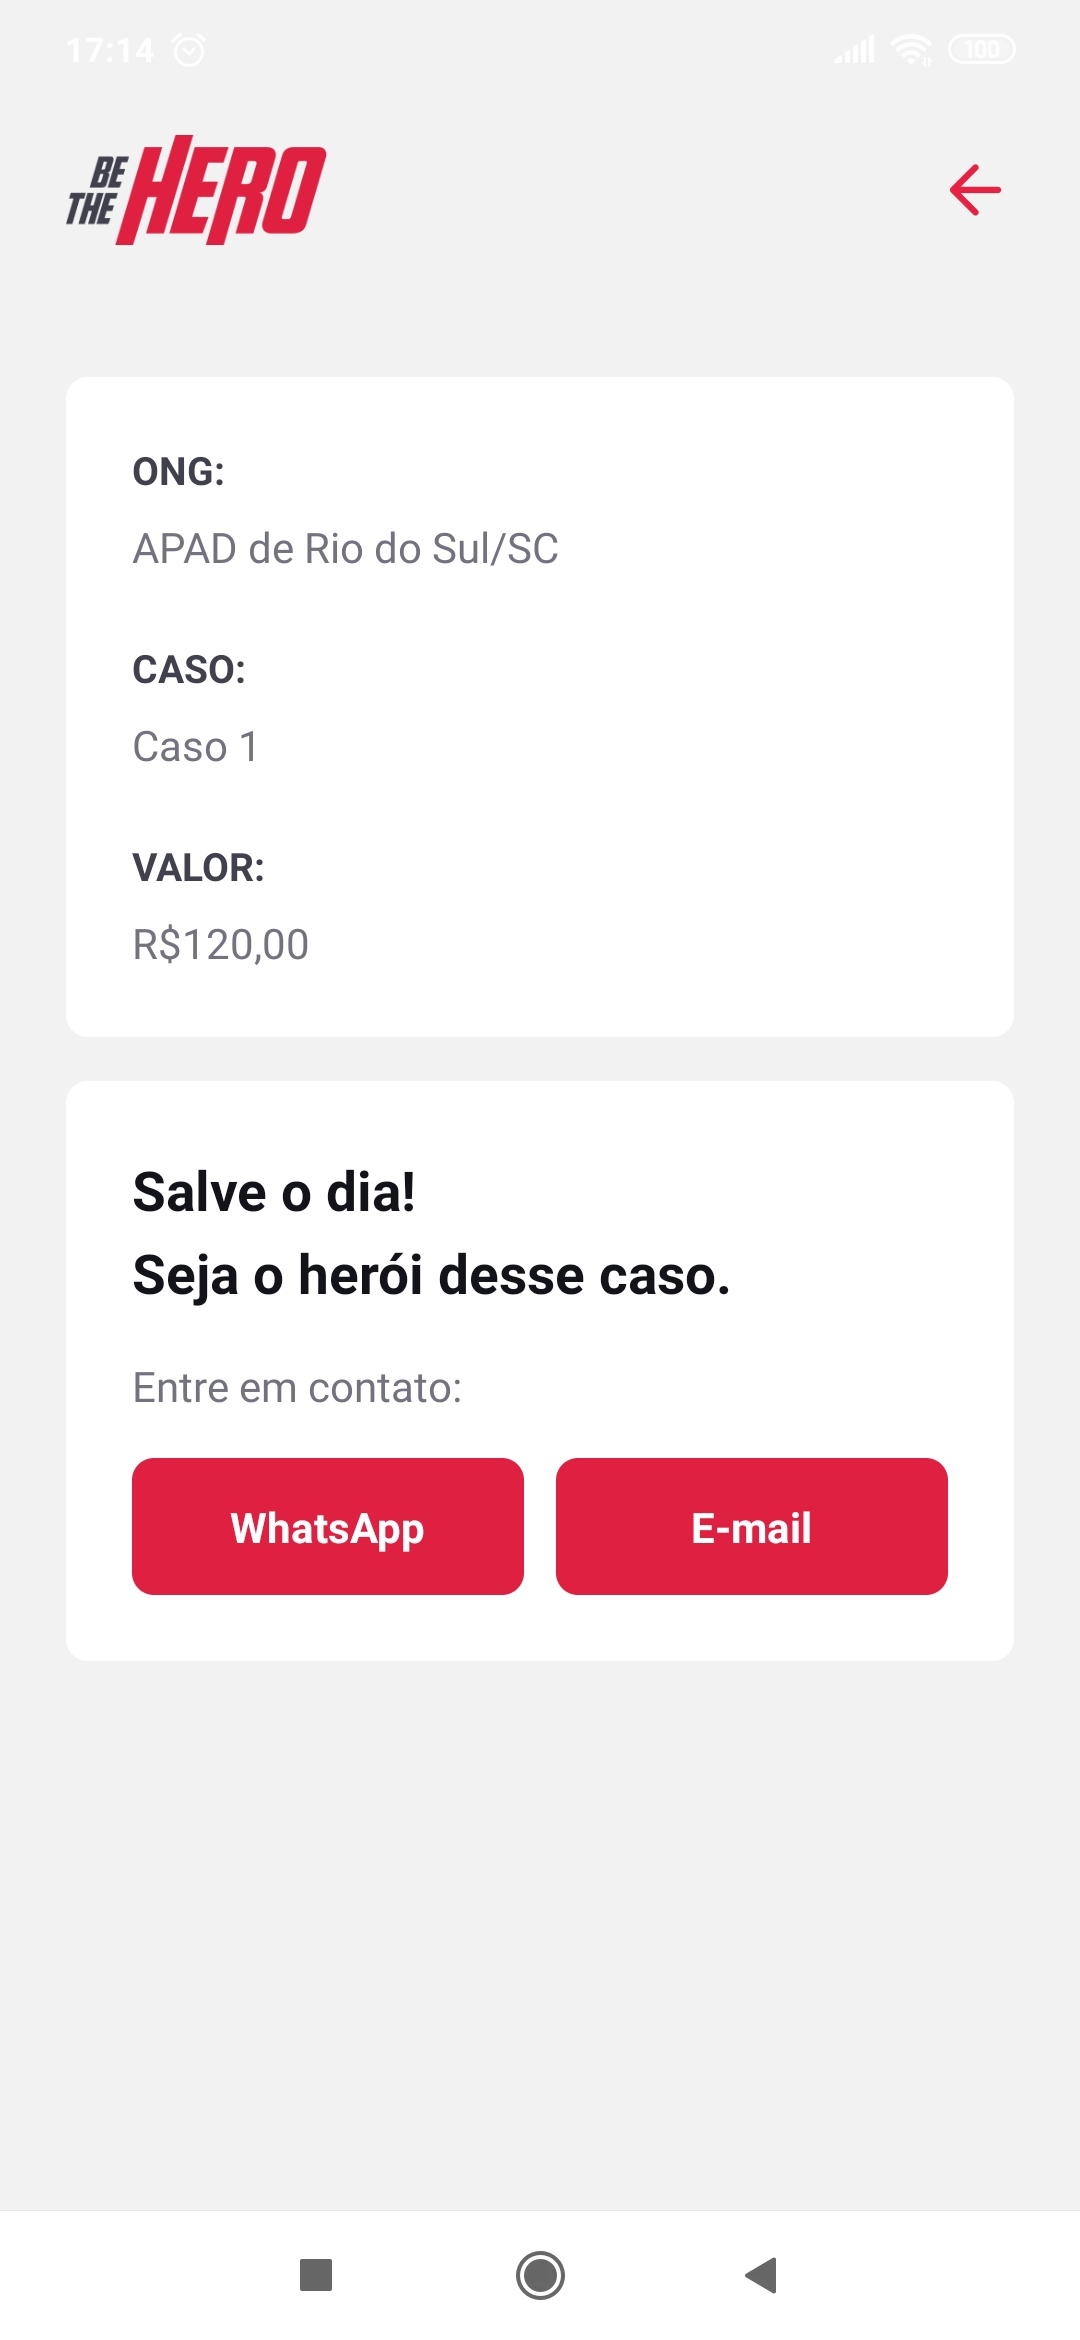 17:14
100
BE
THE HERO
ONG:
APAD de Rio do Sul/SC
CASO:
Caso 1
VALOR:
R$120,00
Salve o dia!
Seja o herói desse caso.
Entre em contato:
WhatsApp
E-mail